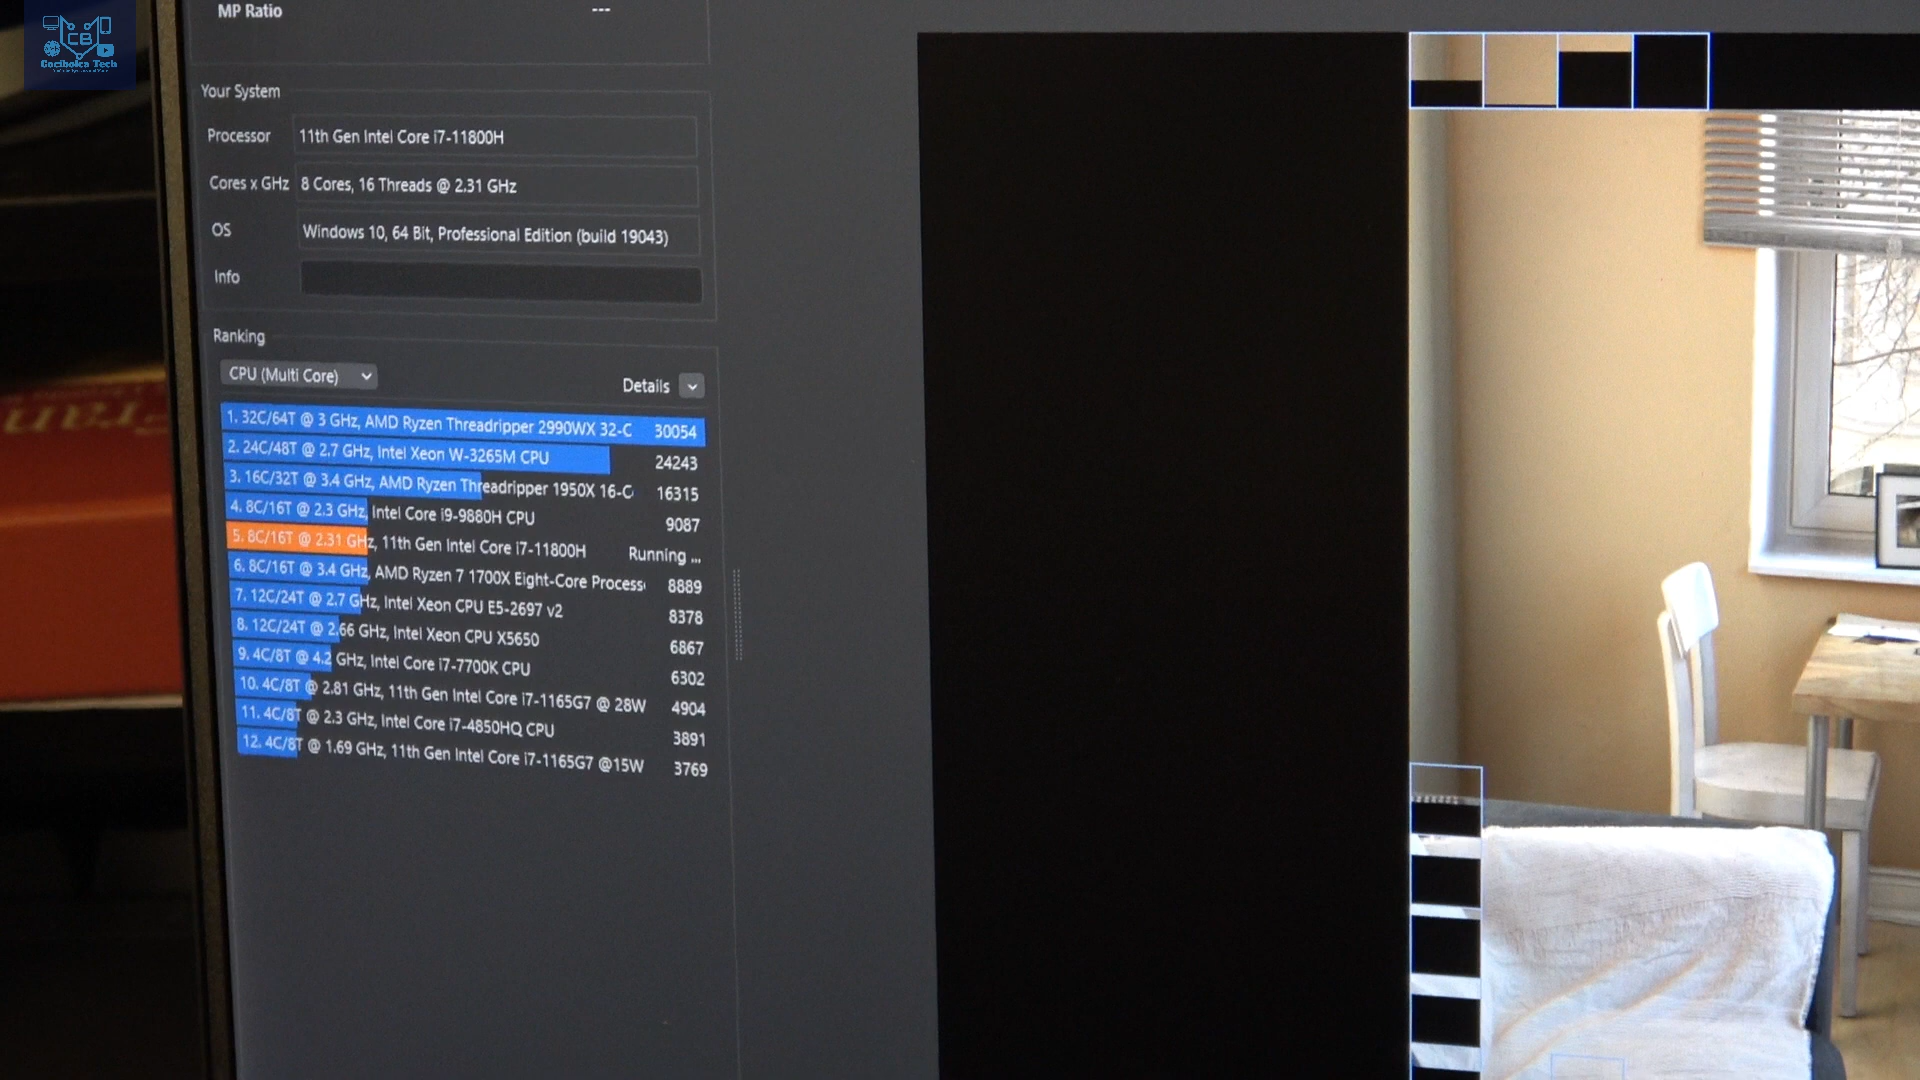 CB
Cociboica Tech
MP Ratio ---
Your System
Processor 11th Gen Intel Core i7-11800H
Cores x GHz 8 Cores, 16 Threads @ 2.31 GHz
OS Windows 10, 64 Bit, Professional Edition (build 19043)
Info
Ranking
CPU (Multi Core) Details
1. 32C/64T @ 3 GHz, AMD Ryzen Threadripper 2990WX 32-C 30054
2. 24C/48T @ 2.7 GHz, Intel Xeon W-3265M CPU 24243
3. 16C/32T @ 3.4 GHz, AMD Ryzen Threadripper 1950X 16-C 16315
4. 8C/16T @ 2.3 GHz, Intel Core i9-9880H CPU 9087
5. 8C/16T @ 2.31 GHz, 11th Gen Intel Core i7-11800H Running ...
6. 8C/16T @ 3.4 GHz, AMD Ryzen 7 1700X Eight-Core Process 8889
7. 12C/24T @ 2.7 GHz, Intel Xeon CPU E5-2697 v2 8378
8. 12C/24T @ 2.66 GHz, Intel Xeon CPU X5650 6867
9. 4C/8T @ 4.2 GHz, Intel Core i7-7700K CPU 6302
10. 4C/8T @ 2.81 GHz, 11th Gen Intel Core i7-1165G7 @ 28W 4904
11. 4C/8T @ 2.3 GHz, Intel Core i7-4850HQ CPU 3891
12. 4C/8T @ 1.69 GHz, 11th Gen Intel Core i7-1165G7 @15W 3769